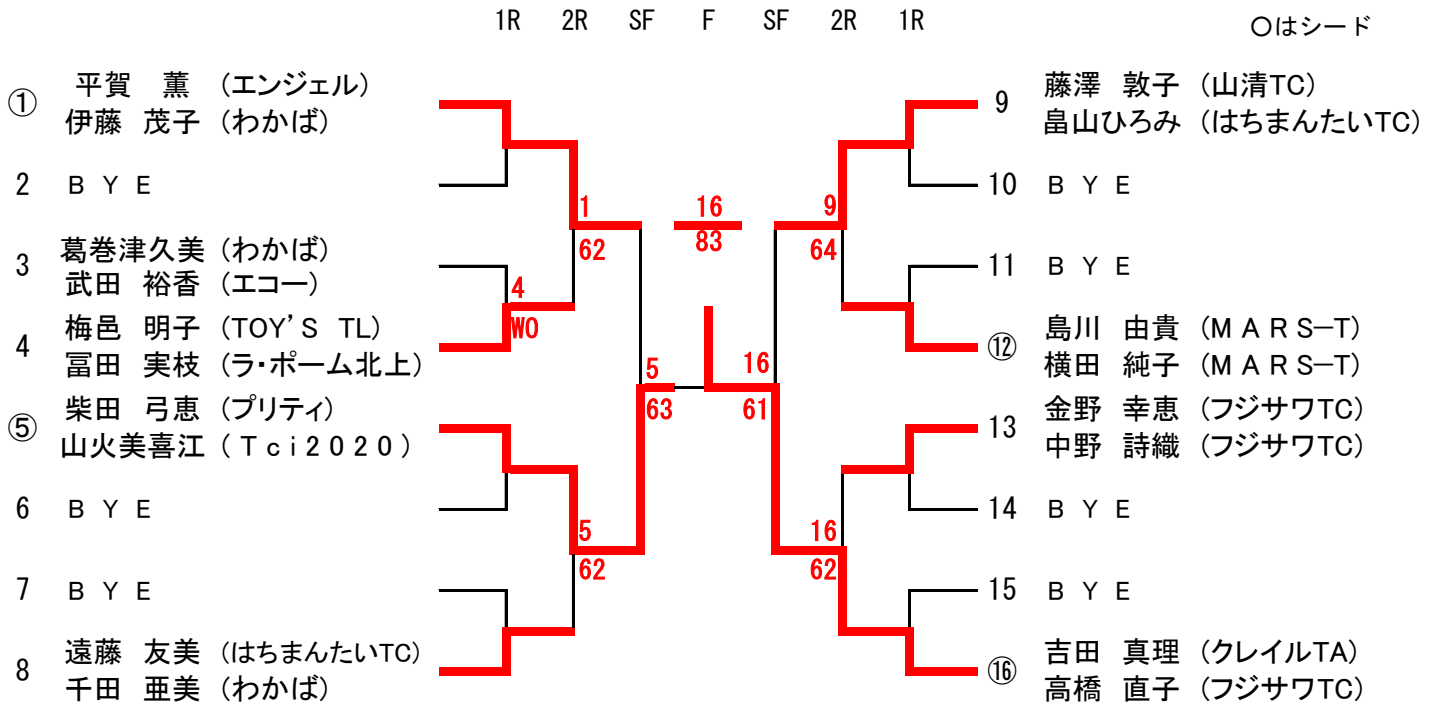 1R 2R SF F SF 2R 1R
○はシード
① 平賀 薫 (エンジェル)
伊藤 茂子 (わかば)
2 BYE
3 葛巻津久美 (わかば)
武田 裕香 (エコー)
4 梅邑 明子 (TOY'S TL)
冨田 実枝 (ラ・ポーム北上)
⑤ 柴田 弓恵 (プリティ)
山火美喜江 (Tci2020)
6 BYE
7 BYE
8 遠藤 友美 (はちまんたいTC)
千田 亜美 (わかば)
4
WO
1
62
5
62
5
63
16
83
16
61
9
64
16
62
9 藤澤 敦子 (山清TC)
畠山ひろみ (はちまんたいTC)
10 BYE
11 BYE
⑫ 島川 由貴 (MARS-T)
横田 純子 (MARS-T)
13 金野 幸恵 (フジサワTC)
中野 詩織 (フジサワTC)
14 BYE
15 BYE
⑯ 吉田 真理 (クレイルTA)
高橋 直子 (フジサワTC)